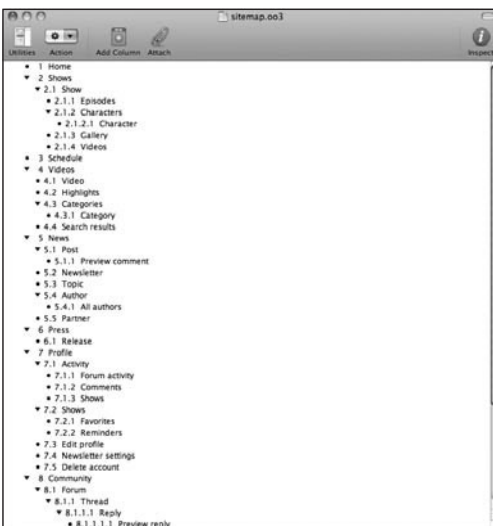 sitemap.oo3
Utilities Action Add Column Attach Inspect
1 Home
2 Shows
2.1 Show
2.1.1 Episodes
2.1.2 Characters
2.1.2.1 Character
2.1.3 Gallery
2.1.4 Videos
3 Schedule
4 Videos
4.1 Video
4.2 Highlights
4.3 Categories
4.3.1 Category
4.4 Search results
5 News
5.1 Post
5.1.1 Preview comment
5.2 Newsletter
5.3 Topic
5.4 Author
5.4.1 All authors
5.5 Partner
6 Press
6.1 Release
7 Profile
7.1 Activity
7.1.1 Forum activity
7.1.2 Comments
7.1.3 Shows
7.2 Shows
7.2.1 Favorites
7.2.2 Reminders
7.3 Edit profile
7.4 Newsletter settings
7.5 Delete account
8 Community
8.1 Forum
8.1.1 Thread
8.1.1.1 Reply
8.1.1.1.1 Preview reply